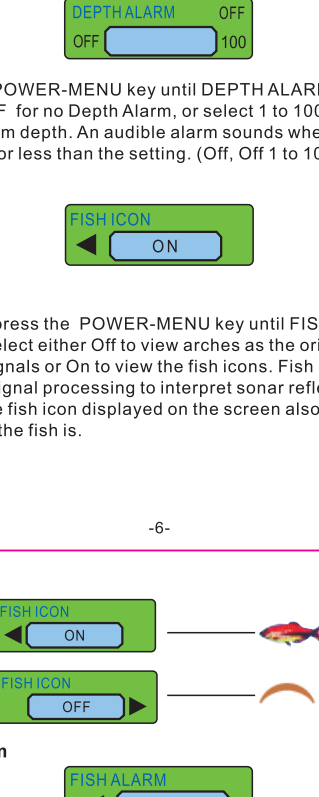 DEPTH ALARM OFF
OFF 100
POWER-MENU key until DEPTH ALARM
F for no Depth Alarm, or select 1 to 100
m depth. An audible alarm sounds whe
or less than the setting. (Off, Off 1 to 10
FISH ICON
ON
press the POWER-MENU key until FIS
elect either Off to view arches as the ori
gnals or On to view the fish icons. Fish
ignal processing to interpret sonar refle
e fish icon displayed on the screen also
the fish is.
-6-
FISH ICON
ON
FISH ICON
OFF
n
FISH ALARM